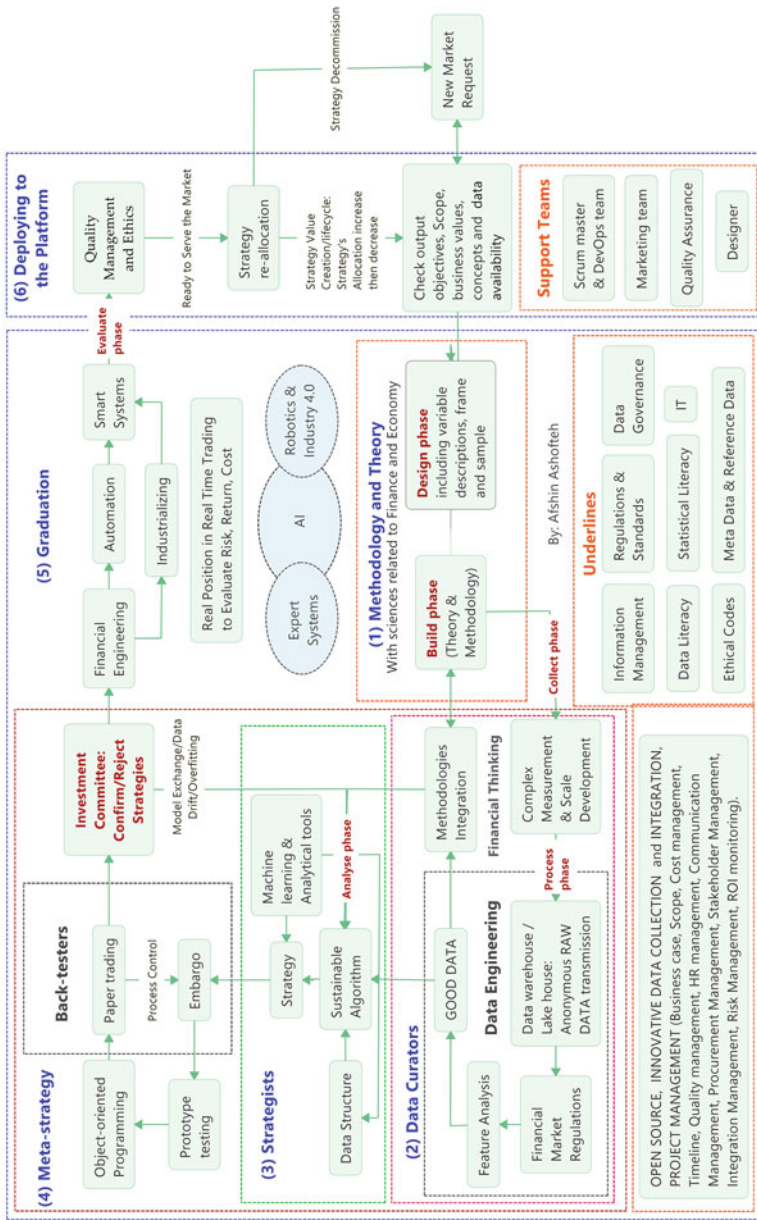 (4) Meta-strategy
Object-oriented
Programming
Prototype
testing
Back-testers
Paper trading
Process Control
Embargo
Investment
Committee:
Confirm/Reject
Strategies
Model Exchange/Data
Drift/Overfitting
(3) Strategists
Data Structure
Sustainable
Algorithm
Strategy
Machine
learning &
Analytical tools
Analyse phase
(2) Data Curators
Feature Analysis
Financial
Market
Regulations
GOOD DATA
Data Engineering
Data warehouse /
Lake house:
Anonymous RAW
DATA transmission
Process
phase
Methodologies
Integration
Financial Thinking
Complex
Measurement
& Scale
Development
(5) Graduation
Financial
Engineering
Automation
Industrializing
Smart
Systems
Evaluate
phase
Real Position in Real Time Trading
to Evaluate Risk, Return, Cost
Expert
Systems
AI
Robotics &
Industry 4.0
(1) Methodology and Theory
With sciences related to Finance and Economy
Build phase
(Theory &
Methodology)
Design phase
including variable
descriptions, frame
and sample
Collect phase
By: Afshin Ashofteh
(6) Deploying to
the Platform
Quality
Management
and Ethics
Ready to Serve the Market
Strategy
re-allocation
Strategy Value
Creation/lifecycle:
Strategy's
Allocation increase
then decrease
Check output
objectives, Scope,
business values,
concepts and data
availability
Strategy Decommission
New Market
Request
Support Teams
Scrum master
& DevOps team
Marketing team
Quality Assurance
Designer
Underlines
Information
Management
Regulations &
Standards
Data
Governance
Data Literacy
Statistical Literacy
IT
Ethical Codes
Meta Data & Reference Data
OPEN SOURCE, INNOVATIVE DATA COLLECTION and INTEGRATION,
PROJECT MANAGEMENT (Business case, Scope, Cost management,
Timeline, Quality management, HR management, Communication
Management, Procurement Management, Stakeholder Management,
Integration Management, Risk Management, ROI monitoring).